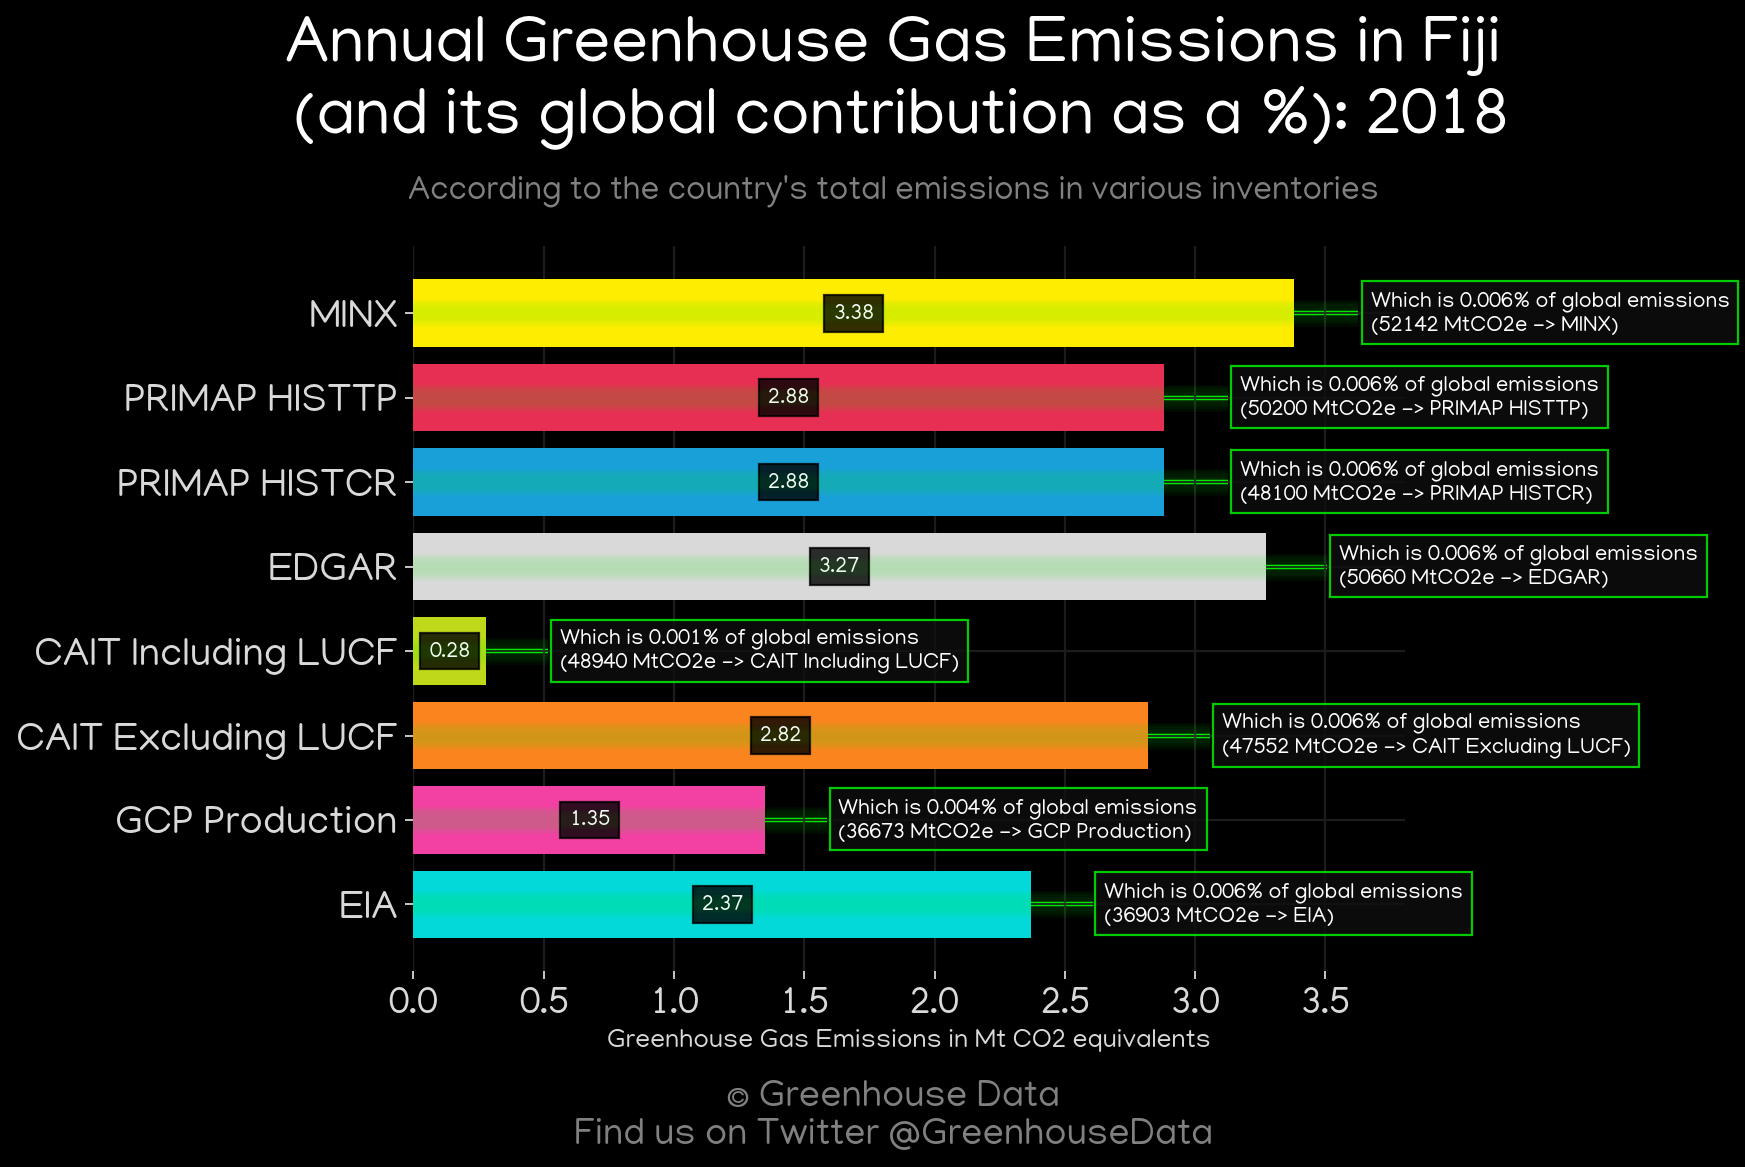 Annual Greenhouse Gas Emissions in Fiji
(and its global contribution as a %): 2018
According to the country's total emissions in various inventories
MINX
3.38
Which is 0.006% of global emissions
(52142 MtCO2e -> MINX)
PRIMAP HISTTP
2.88
Which is 0.006% of global emissions
(50200 MtCO2e -> PRIMAP HISTTP)
PRIMAP HISTCR
2.88
Which is 0.006% of global emissions
(48100 MtCO2e -> PRIMAP HISTCR)
EDGAR
3.27
Which is 0.006% of global emissions
(50660 MtCO2e -> EDGAR)
CAIT Including LUCF
0.28
Which is 0.001% of global emissions
(48940 MtCO2e -> CAIT Including LUCF)
CAIT Excluding LUCF
2.82
Which is 0.006% of global emissions
(47552 MtCO2e -> CAIT Excluding LUCF)
GCP Production
1.35
Which is 0.004% of global emissions
(36673 MtCO2e -> GCP Production)
EIA
2.37
Which is 0.006% of global emissions
(36903 MtCO2e -> EIA)
0.0 0.5 1.0 1.5 2.0 2.5 3.0 3.5
Greenhouse Gas Emissions in Mt CO2 equivalents
© Greenhouse Data
Find us on Twitter @GreenhouseData